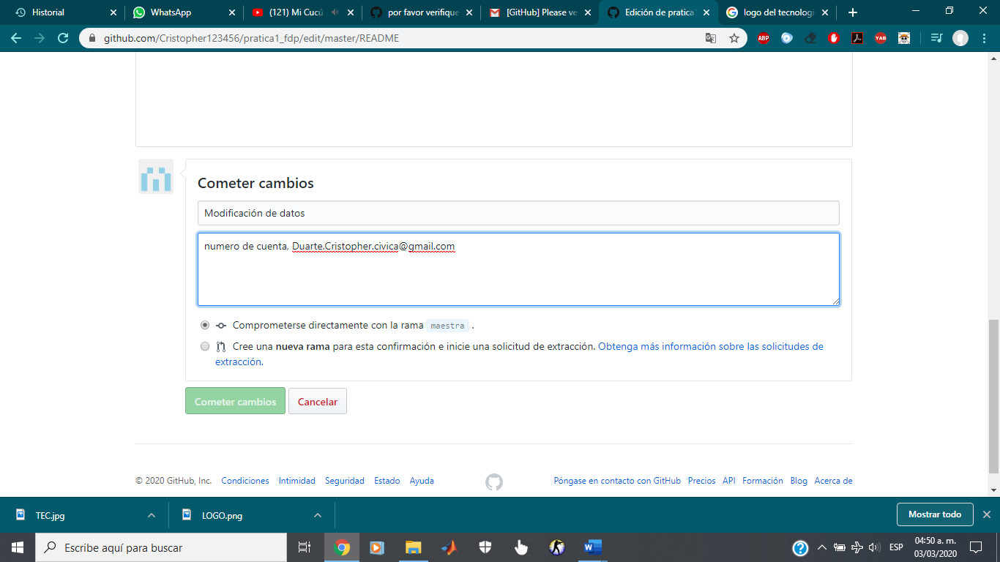 Historial
WhatsApp
(121) Mi Cucú
por favor verifique
[GitHub] Please ve
Edición de pratica
logo del tecnologi
github.com/Cristopher123456/pratica1_fdp/edit/master/README
ABP
YAB
Cometer cambios
Modificación de datos
numero de cuenta, Duarte.Cristopher.civica@gmail.com
Comprometerse directamente con la rama maestra .
Cree una nueva rama para esta confirmación e inicie una solicitud de extracción. Obtenga más información sobre las solicitudes de
extracción.
Cometer cambios
Cancelar
© 2020 GitHub, Inc. Condiciones Intimidad Seguridad Estado Ayuda
Póngase en contacto con GitHub Precios API Formación Blog Acerca de
TEC.jpg
LOGO.png
Mostrar todo
Escribe aquí para buscar
ESP
04:50 a. m.
03/03/2020